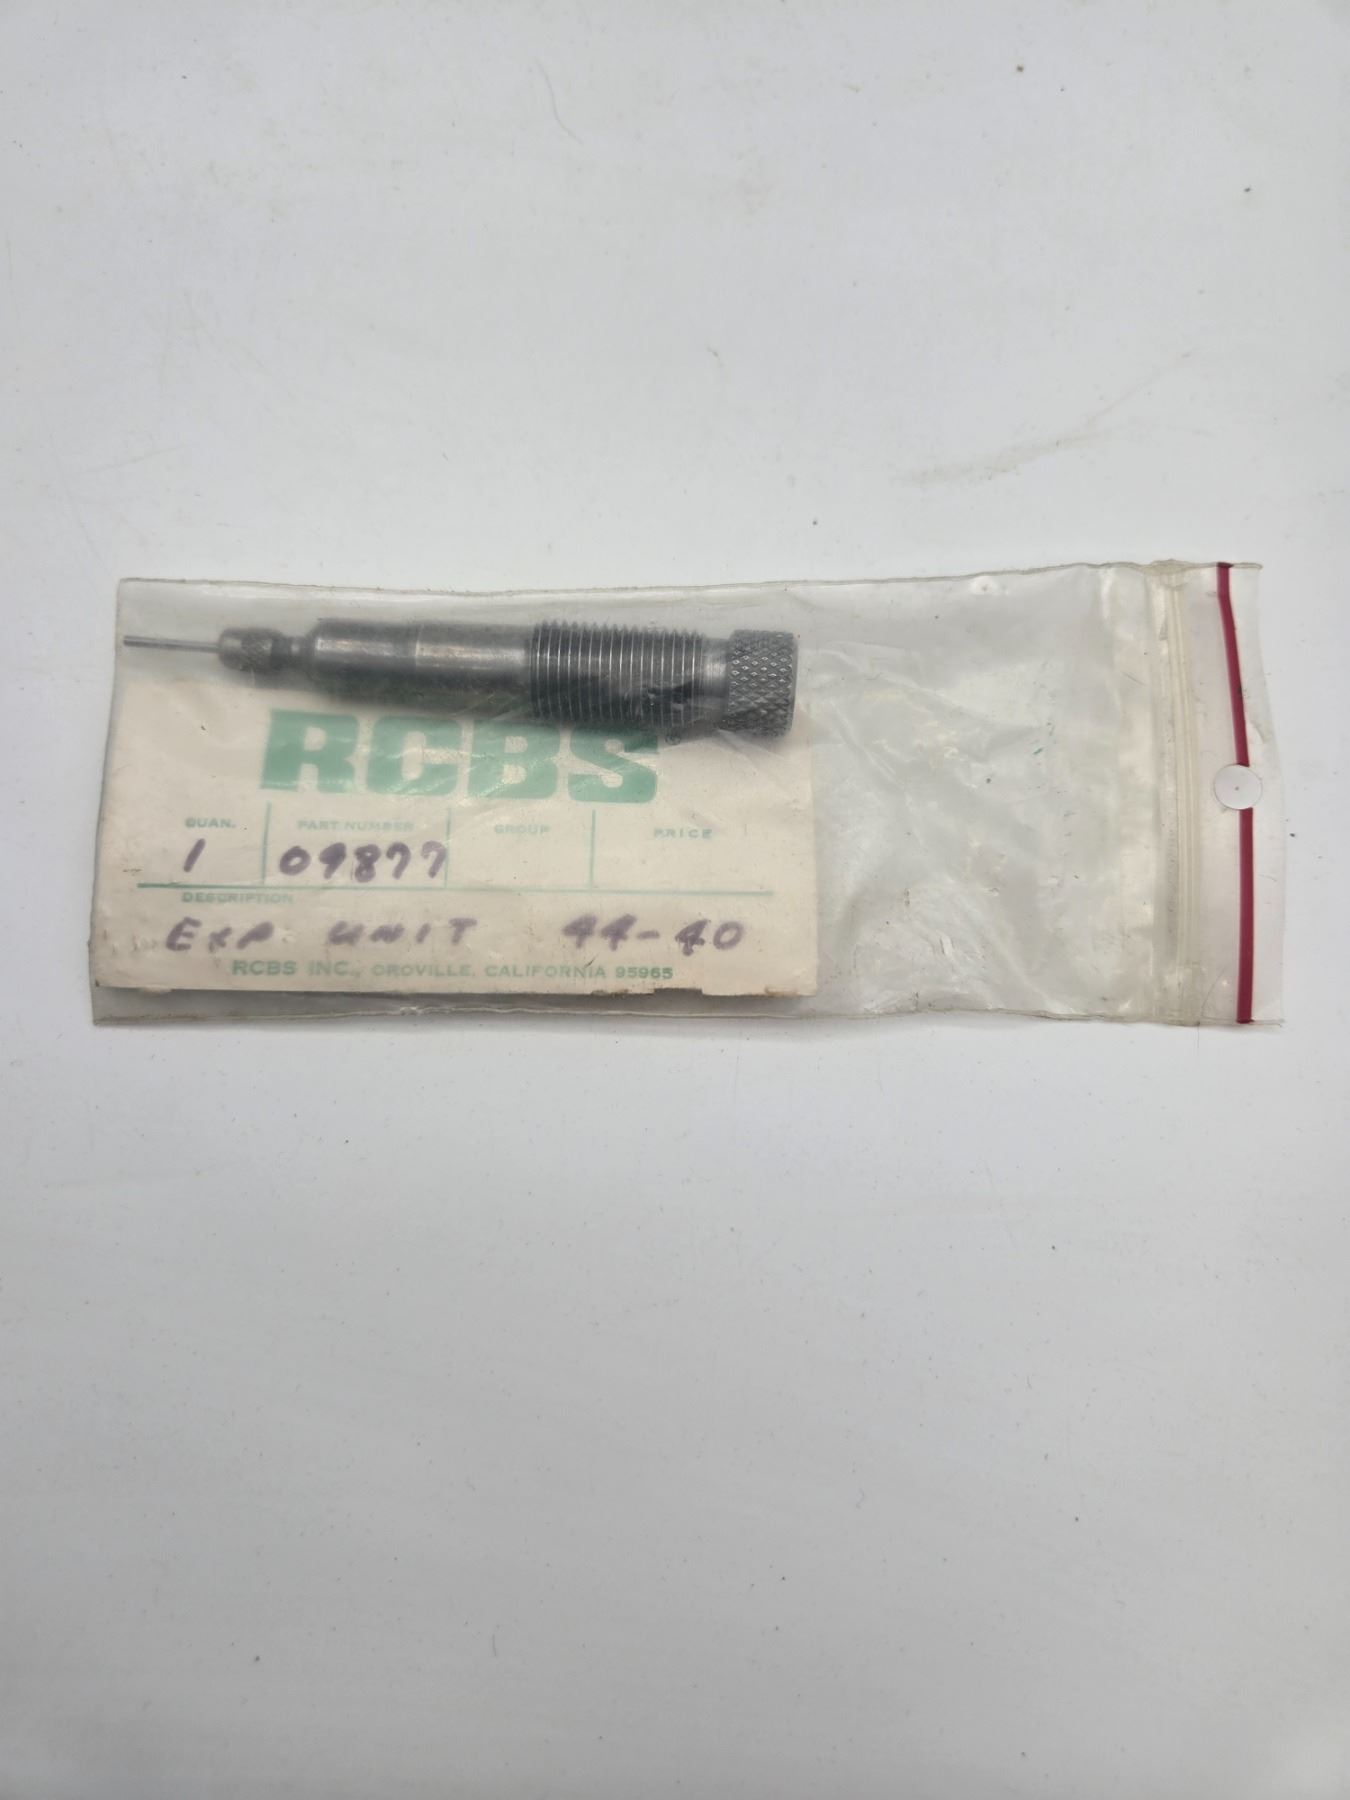 RCBS
QUAN. PART NUMBER GROUP PRICE
1 09877
DESCRIPTION
EXP UNIT 44-40
RCBS INC., OROVILLE, CALIFORNIA 95965